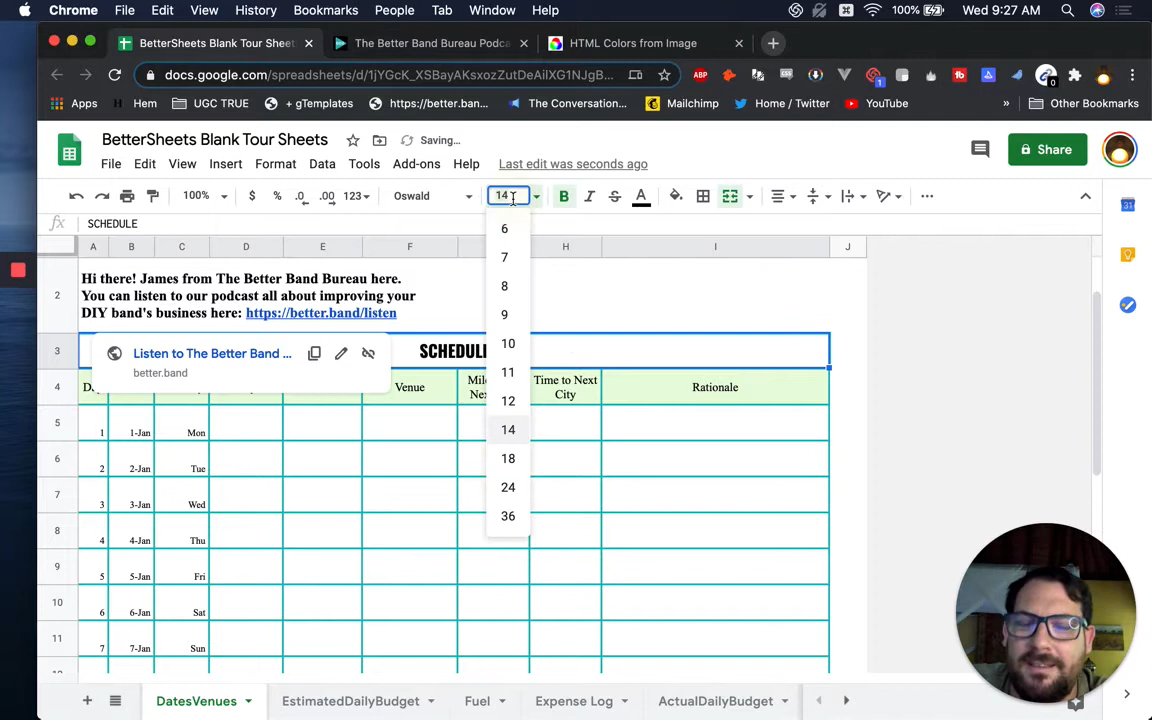 Chrome File Edit View History Bookmarks People Tab Window Help 100% Wed 9:27 AM
BetterSheets Blank Tour Sheet The Better Band Bureau Podca HTML Colors from Image
docs.google.com/spreadsheets/d/1jYGcK_XSBayAKsxozZutDeAilXG1NJgB...
Apps Hem UGC TRUE + gTemplates https://better.ban... The Conversation... Mailchimp Home / Twitter YouTube » Other Bookmarks
BetterSheets Blank Tour Sheets Saving...
File Edit View Insert Format Data Tools Add-ons Help Last edit was seconds ago
Share
100% $ % .0 .00 123 Oswald 14 B I S A
fx SCHEDULE
A B C D E F H I J
6
7
8
9
10
11
12
14
18
24
36
2 Hi there! James from The Better Band Bureau here.
You can listen to our podcast all about improving your
DIY band's business here: https://better.band/listen
3 SCHEDULE
Listen to The Better Band ...
better.band
4 Venue Time to Next City Rationale
5 1 1-Jan Mon
6 2 2-Jan Tue
7 3 3-Jan Wed
8 4 4-Jan Thu
9 5 5-Jan Fri
10 6 6-Jan Sat
11 7 7-Jan Sun
DatesVenues EstimatedDailyBudget Fuel Expense Log ActualDailyBudget